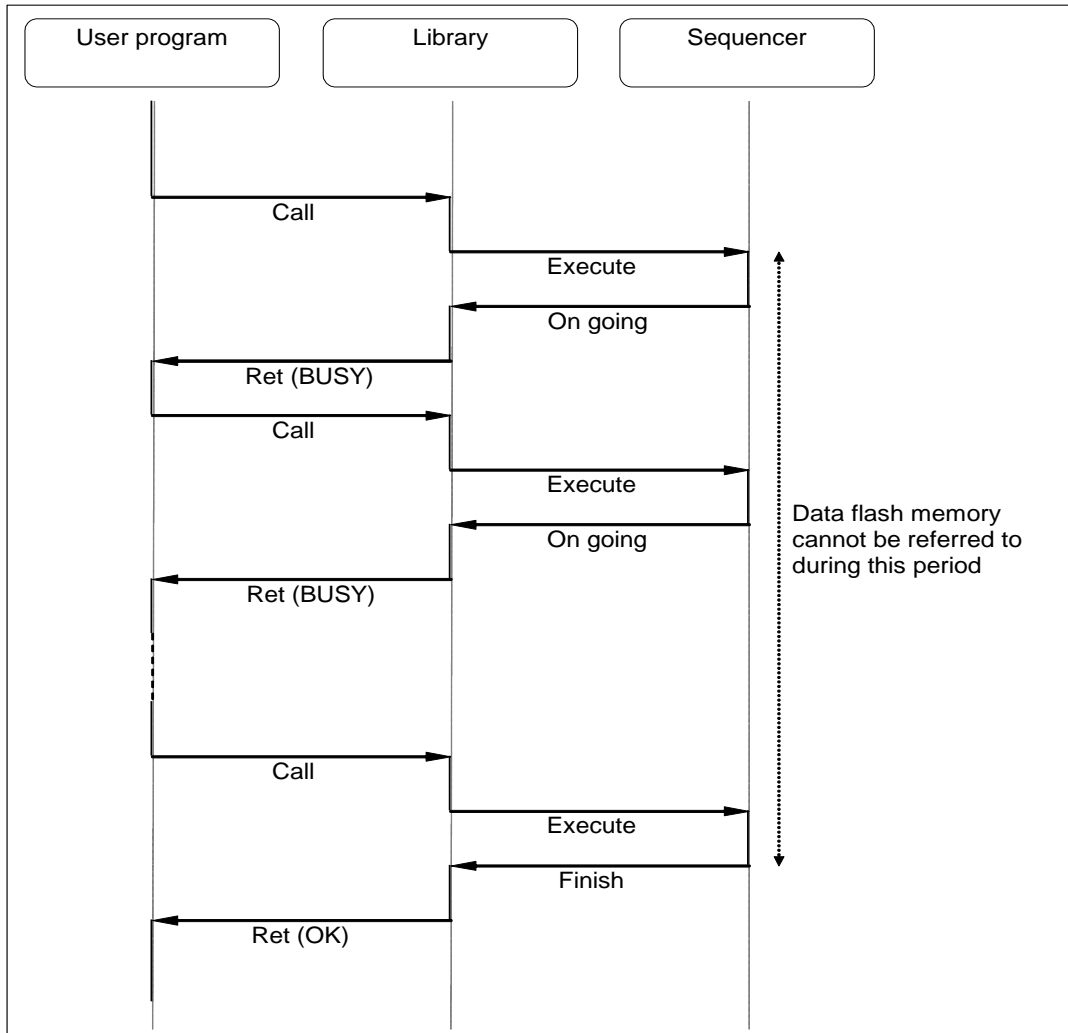 User program
Library
Sequencer
Call
Execute
On going
Ret (BUSY)
Call
Execute
On going
Ret (BUSY)
Data flash memory
cannot be referred to
during this period
Call
Execute
Finish
Ret (OK)